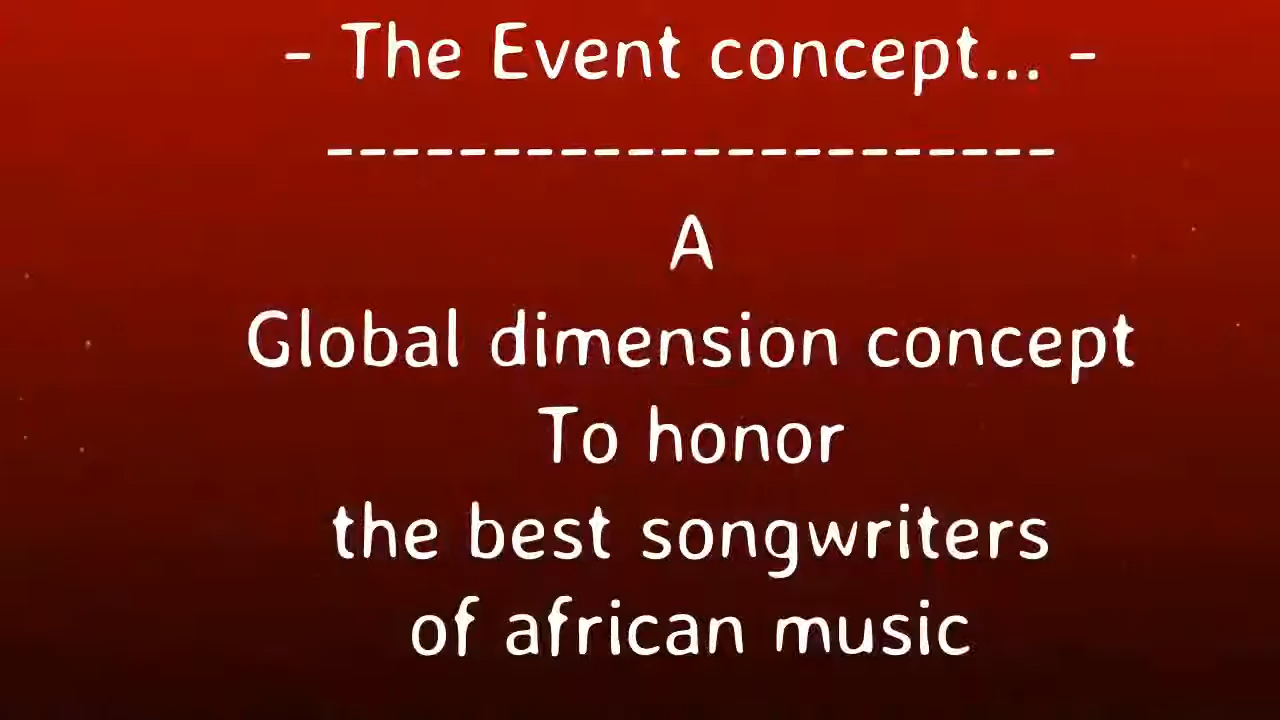 - The Event concept... -
----------------------
A
Global dimension concept
To honor
the best songwriters
of african music